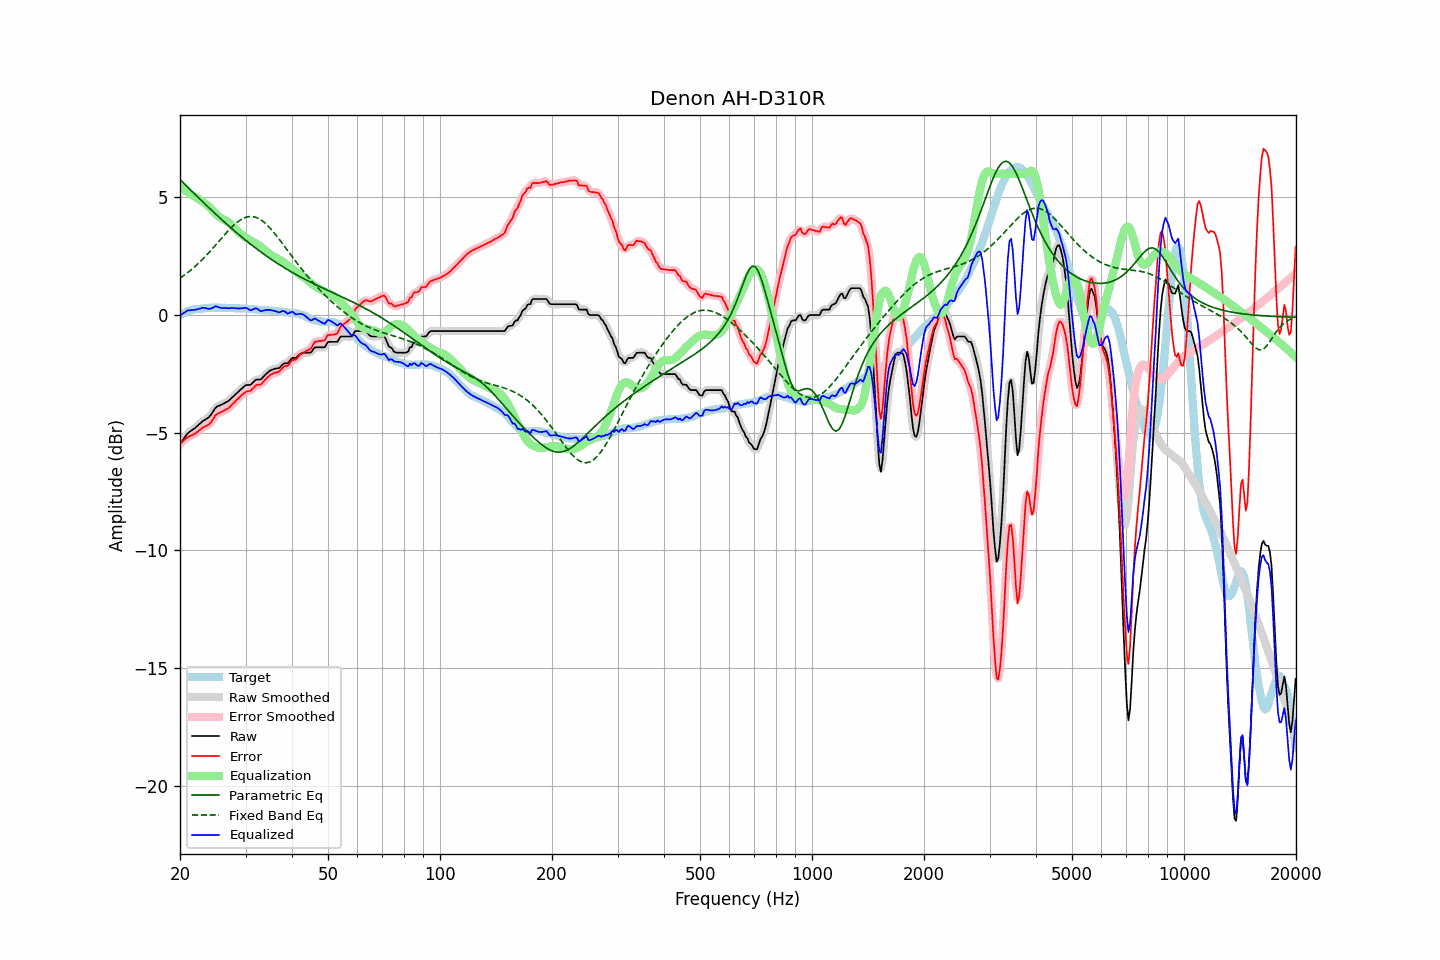 Denon AH-D310R
Amplitude (dBr)
5
0
−5
−10
−15
−20
Target
Raw Smoothed
Error Smoothed
Raw
Error
Equalization
Parametric Eq
Fixed Band Eq
Equalized
20 50 100 200 500 1000 2000 5000 10000 20000
Frequency (Hz)